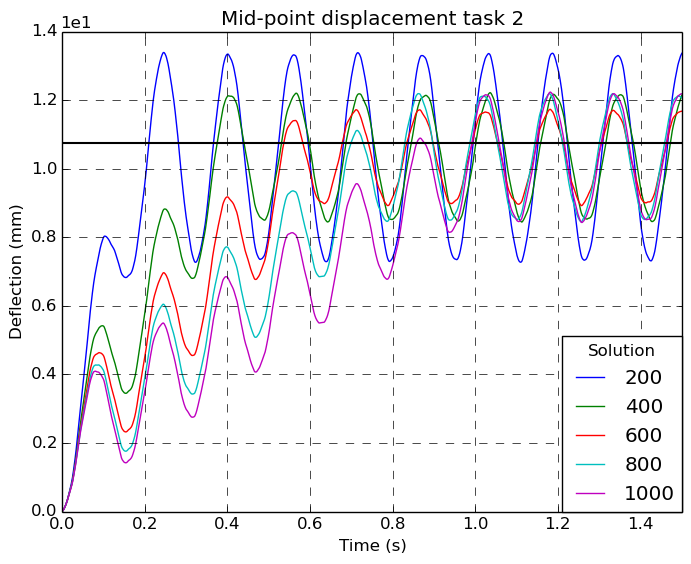 Mid-point displacement task 2
1e1
1.4
1.2
1.0
0.8
0.6
0.4
0.2
0.0
Deflection (mm)
0.0 0.2 0.4 0.6 0.8 1.0 1.2 1.4
Time (s)
Solution
200
400
600
800
1000